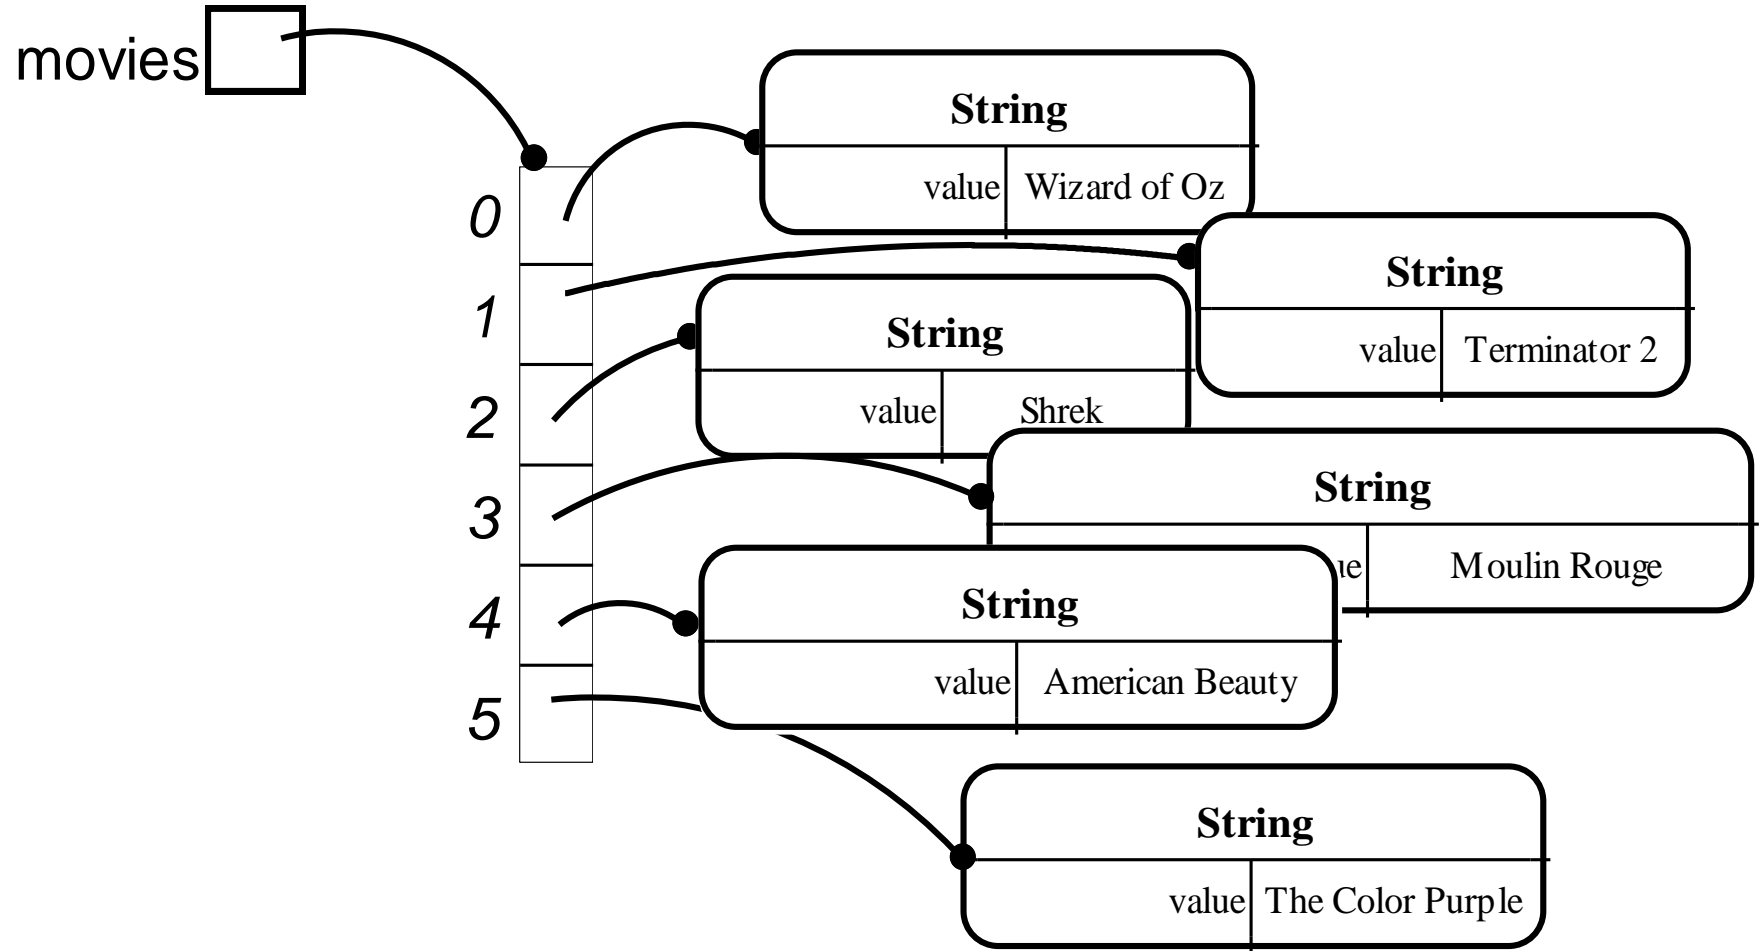 movies
String
value Wizard of Oz
0
String
value Terminator 2
1
String
value Shrek
2
String
Moulin Rouge
3
String
value American Beauty
4
5
String
value The Color Purple